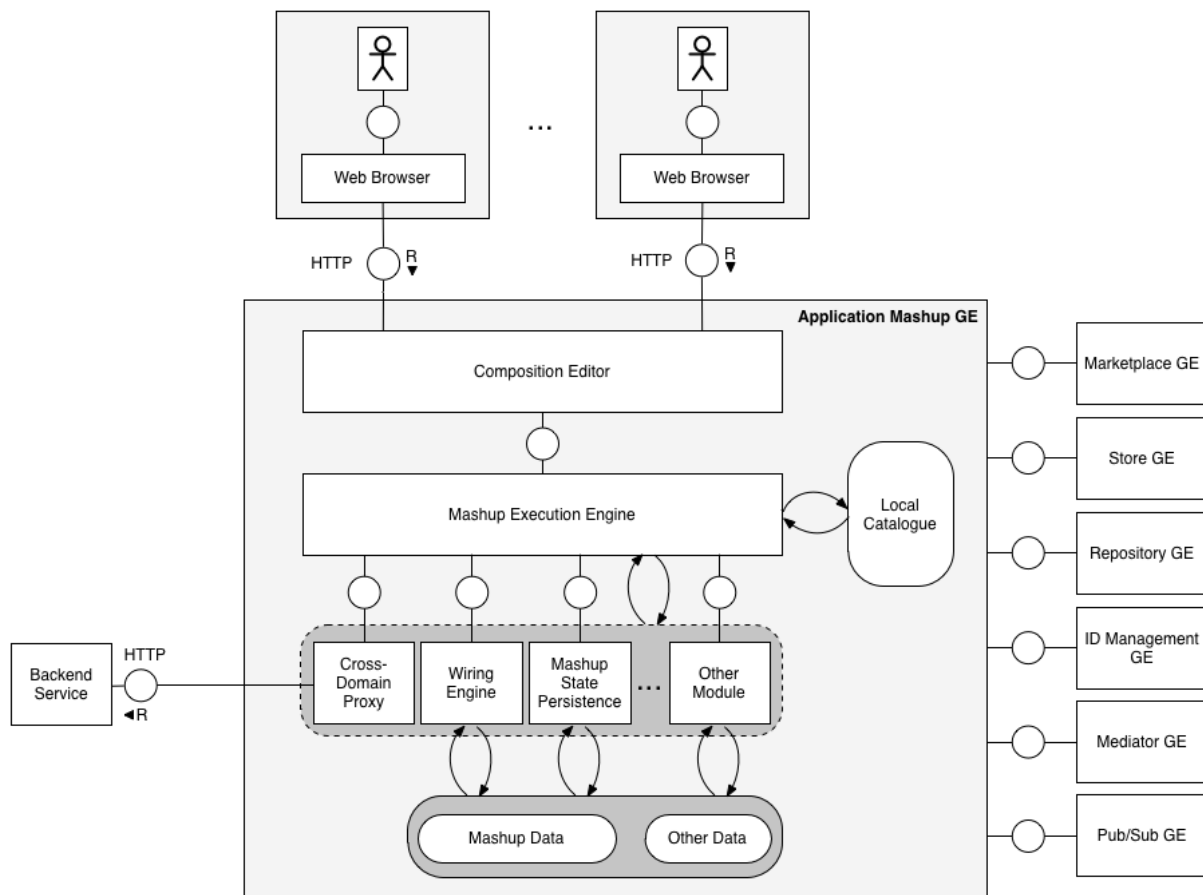 Web Browser
...
Web Browser
HTTP
R
HTTP
R
Application Mashup GE
Composition Editor
Marketplace GE
Store GE
Mashup Execution Engine
Local
Catalogue
Repository GE
HTTP
R
Backend
Service
Cross-
Domain
Proxy
Wiring
Engine
Mashup
State
Persistence
...
Other
Module
ID Management
GE
Mediator GE
Mashup Data
Other Data
Pub/Sub GE